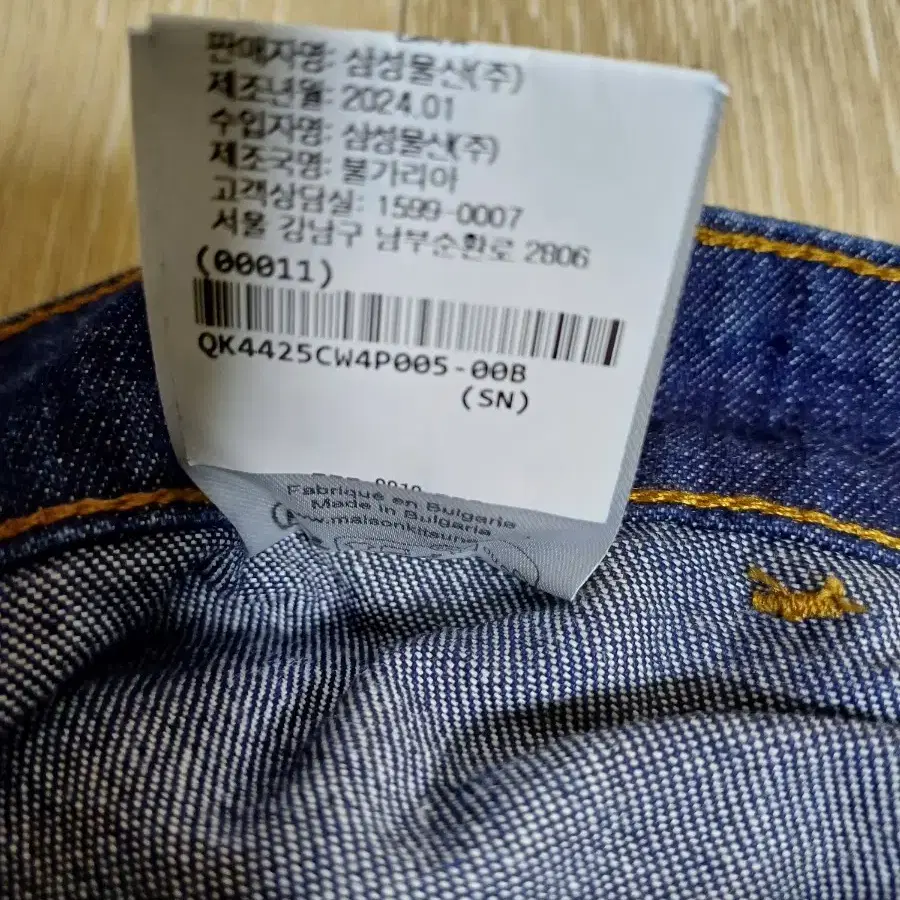 판매자명: 삼성물산(주)
제조년월: 2024.01
수입자명: 삼성물산(주)
제조국명: 불가리아
고객상담실: 1599-0007
서울 강남구 남부순환로 2806
(00011)
QK4425CW4P005-00B
(SN)
Fabriqué en Bulgarie
Made in Bulgaria